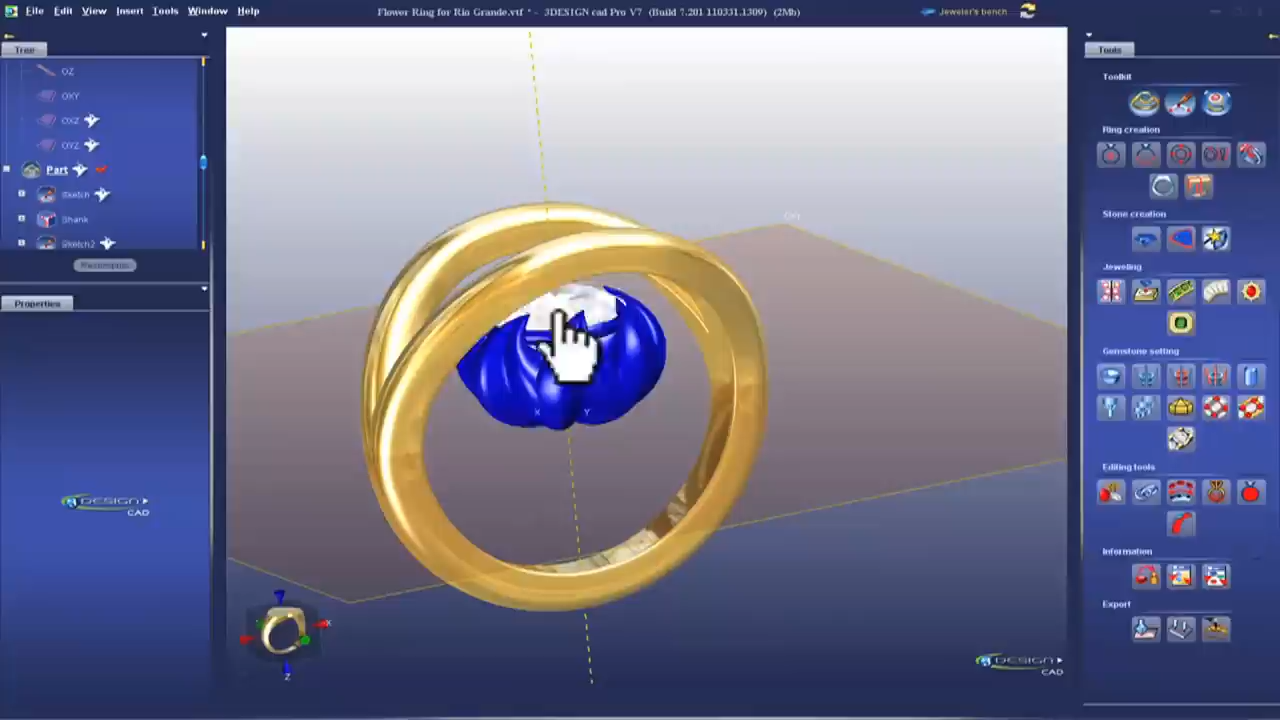 File Edit View Insert Tools Window Help
Flower Ring for Rio Grande.vtf * - 3DESIGN cad Pro V7 (Build 7.201 110331.1309) (2Mb)
Jeweler's bench
Tree
OZ
OXY
OXZ
OYZ
Part
Sketch
Shank
Sketch2
Properties
3DESIGN
CAD
OXY
X Y
X
Z
3DESIGN
CAD
Tools
Toolkit
Ring creation
Stone creation
Jeweling
Gemstone setting
Editing tools
Information
Export